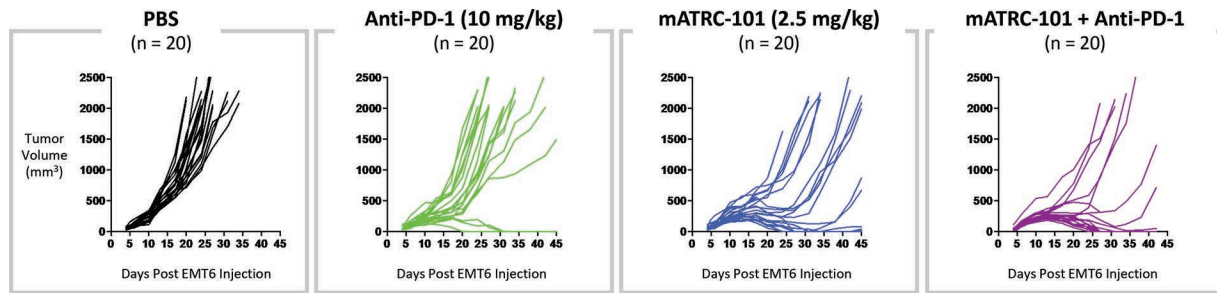 PBS
(n = 20)
Tumor
Volume
(mm³)
2500
2000
1500
1000
500
0
0 5 10 15 20 25 30 35 40 45
Days Post EMT6 Injection
Anti-PD-1 (10 mg/kg)
(n = 20)
2500
2000
1500
1000
500
0
0 5 10 15 20 25 30 35 40 45
Days Post EMT6 Injection
mATRC-101 (2.5 mg/kg)
(n = 20)
2500
2000
1500
1000
500
0
0 5 10 15 20 25 30 35 40 45
Days Post EMT6 Injection
mATRC-101 + Anti-PD-1
(n = 20)
2500
2000
1500
1000
500
0
0 5 10 15 20 25 30 35 40 45
Days Post EMT6 Injection